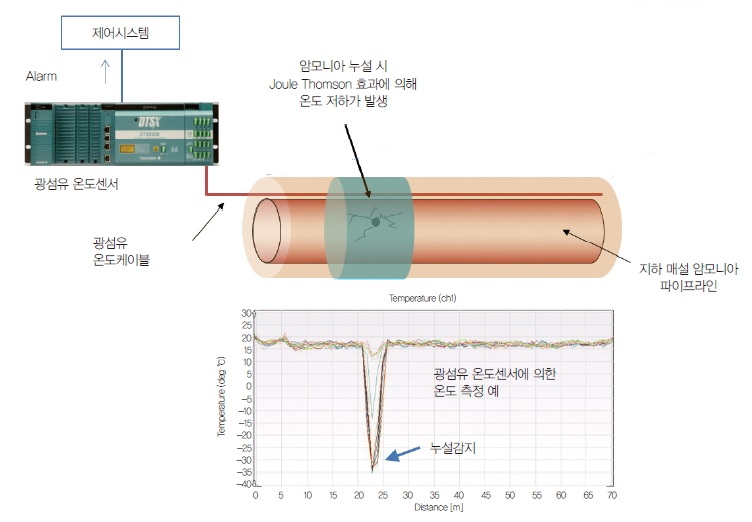 제어시스템
Alarm
암모니아 누설 시
Joule Thomson 효과에 의해
온도 저하가 발생
DTSX
광섬유 온도센서
광섬유
온도케이블
지하 매설 암모니아
파이프라인
Temperature (ch1)
Temperature (deg ℃)
30
25
20
15
10
5
0
-5
-10
-15
-20
-25
-30
-35
-40
광섬유 온도센서에 의한
온도 측정 예
누설감지
0 5 10 15 20 25 30 35 40 45 50 55 60 65 70
Distance [m]